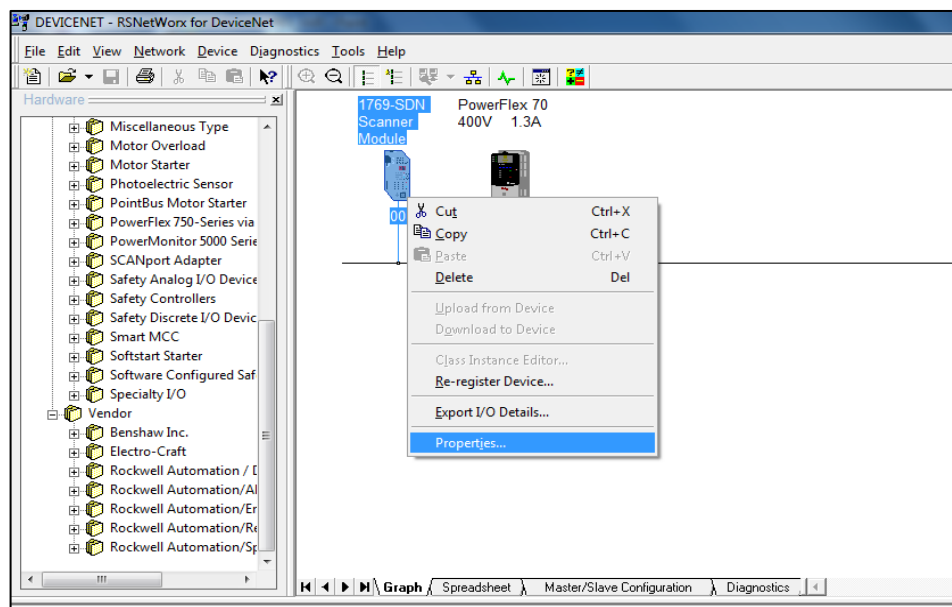 DEVICENET - RSNetWorx for DeviceNet
File Edit View Network Device Diagnostics Tools Help
Hardware
Miscellaneous Type
Motor Overload
Motor Starter
Photoelectric Sensor
PointBus Motor Starter
PowerFlex 750-Series via
PowerMonitor 5000 Serie
SCANport Adapter
Safety Analog I/O Device
Safety Controllers
Safety Discrete I/O Devic
Smart MCC
Softstart Starter
Software Configured Saf
Specialty I/O
Vendor
Benshaw Inc.
Electro-Craft
Rockwell Automation / D
Rockwell Automation/Al
Rockwell Automation/Er
Rockwell Automation/Re
Rockwell Automation/Sp
1769-SDN
Scanner
Module
00
PowerFlex 70
400V 1.3A
Cut Ctrl+X
Copy Ctrl+C
Paste Ctrl+V
Delete Del
Upload from Device
Download to Device
Class Instance Editor...
Re-register Device...
Export I/O Details...
Properties...
Graph Spreadsheet Master/Slave Configuration Diagnostics